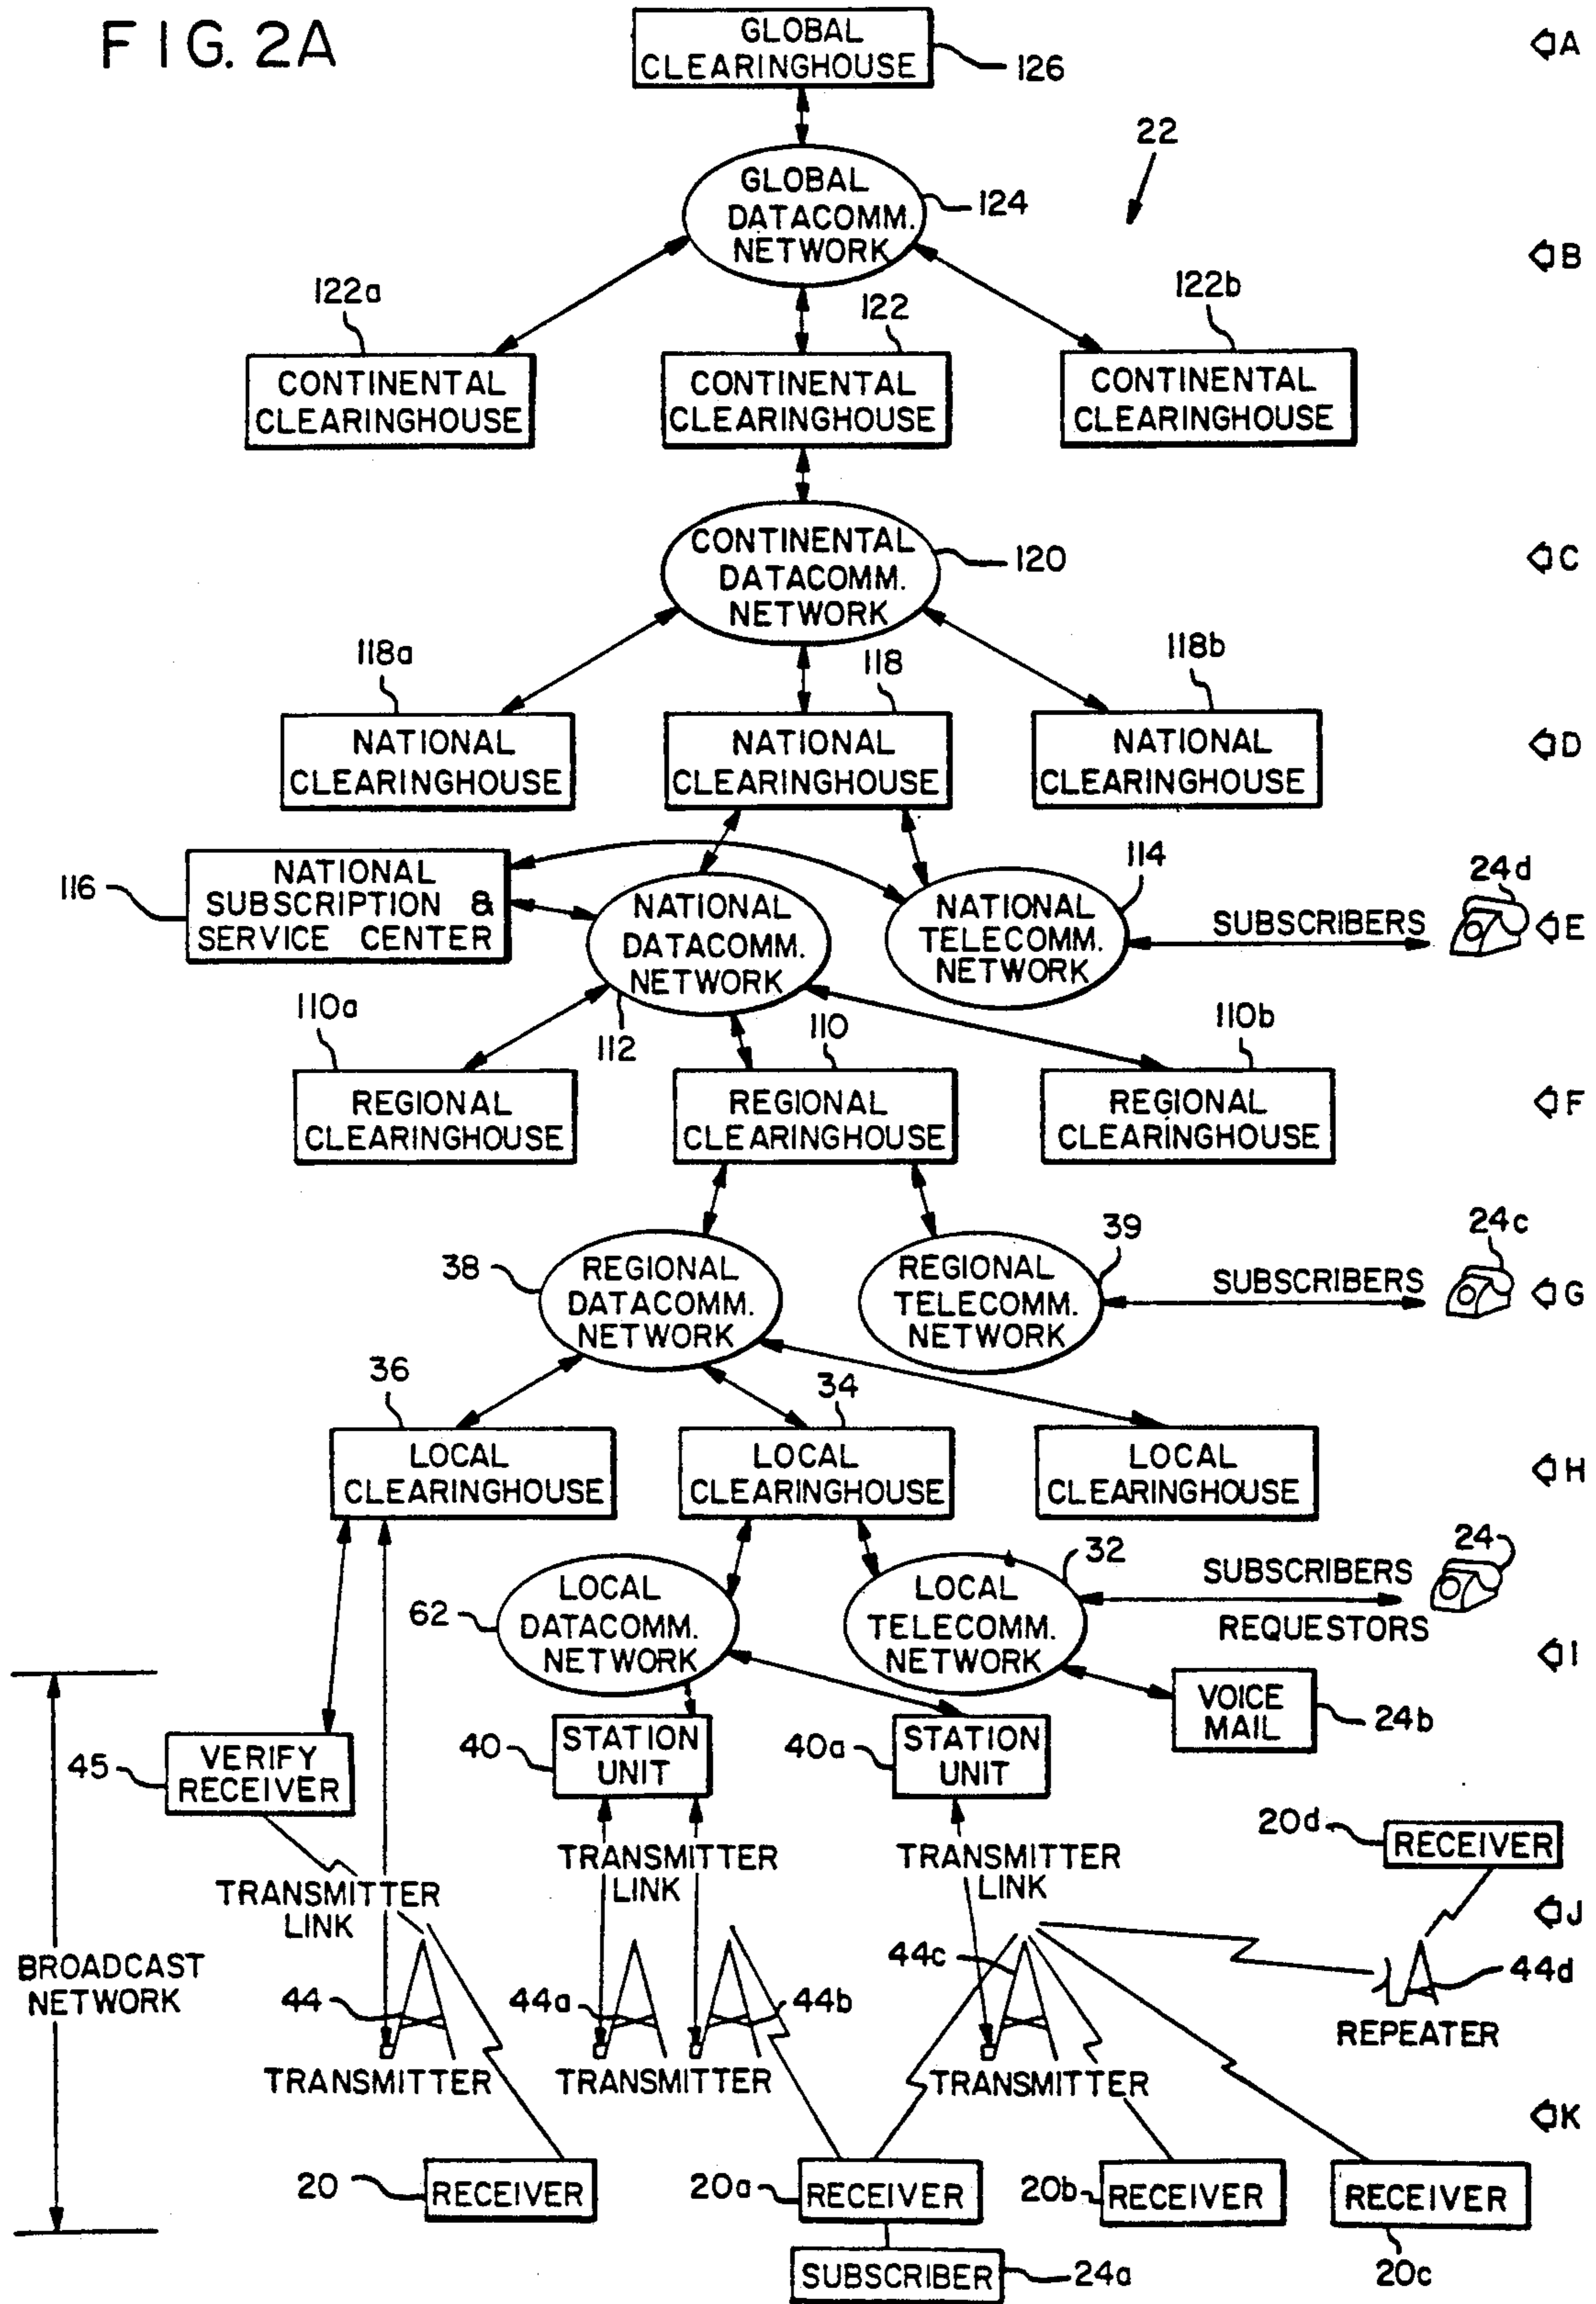 FIG. 2A
GLOBAL
CLEARINGHOUSE
126
A
22
GLOBAL
DATACOMM.
NETWORK
124
B
122a
122
122b
CONTINENTAL
CLEARINGHOUSE
CONTINENTAL
CLEARINGHOUSE
CONTINENTAL
CLEARINGHOUSE
CONTINENTAL
DATACOMM.
NETWORK
120
C
118a
118
118b
NATIONAL
CLEARINGHOUSE
NATIONAL
CLEARINGHOUSE
NATIONAL
CLEARINGHOUSE
D
116
NATIONAL
SUBSCRIPTION &
SERVICE CENTER
NATIONAL
DATACOMM.
NETWORK
112
NATIONAL
TELECOMM.
NETWORK
114
SUBSCRIBERS
24d
E
110a
110
110b
REGIONAL
CLEARINGHOUSE
REGIONAL
CLEARINGHOUSE
REGIONAL
CLEARINGHOUSE
F
38
REGIONAL
DATACOMM.
NETWORK
REGIONAL
TELECOMM.
NETWORK
39
SUBSCRIBERS
24c
G
36
34
LOCAL
CLEARINGHOUSE
LOCAL
CLEARINGHOUSE
LOCAL
CLEARINGHOUSE
H
62
LOCAL
DATACOMM.
NETWORK
LOCAL
TELECOMM.
NETWORK
32
SUBSCRIBERS
REQUESTORS
24
I
VOICE
MAIL
24b
45
VERIFY
RECEIVER
40
STATION
UNIT
40a
STATION
UNIT
20d
RECEIVER
TRANSMITTER
LINK
TRANSMITTER
LINK
TRANSMITTER
LINK
J
BROADCAST
NETWORK
44
44a
44b
44c
44d
REPEATER
TRANSMITTER
TRANSMITTER
TRANSMITTER
K
20
RECEIVER
20a
RECEIVER
20b
RECEIVER
RECEIVER
20c
SUBSCRIBER
24a